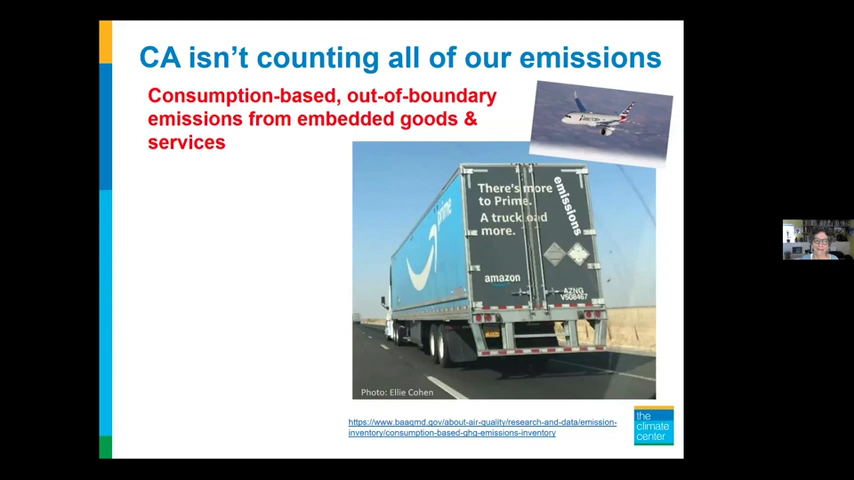 CA isn't counting all of our emissions
Consumption-based, out-of-boundary
emissions from embedded goods &
services
There's more
to Prime.
A truckload
more.
emissions
prime
amazon
AZNG
V508467
Photo: Ellie Cohen
https://www.baaqmd.gov/about-air-quality/research-and-data/emission-
inventory/consumption-based-ghg-emissions-inventory
the
climate
center